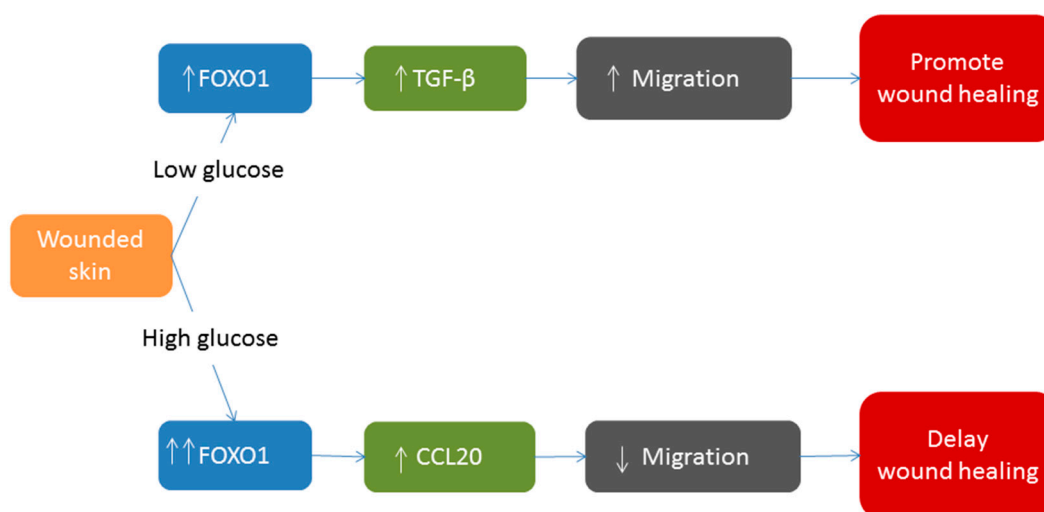 ↑FOXO1
↑ TGF-β
↑ Migration
Promote
wound healing
Low glucose
Wounded
skin
High glucose
↑↑FOXO1
↑ CCL20
↓ Migration
Delay
wound healing